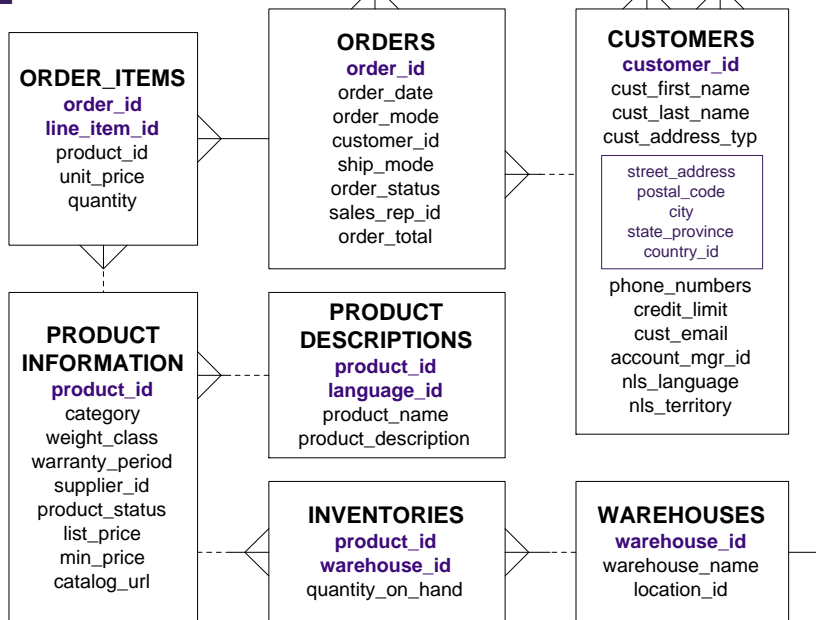 ORDER_ITEMS
order_id
line_item_id
product_id
unit_price
quantity
ORDERS
order_id
order_date
order_mode
customer_id
ship_mode
order_status
sales_rep_id
order_total
CUSTOMERS
customer_id
cust_first_name
cust_last_name
cust_address_typ
street_address
postal_code
city
state_province
country_id
phone_numbers
credit_limit
cust_email
account_mgr_id
nls_language
nls_territory
PRODUCT
INFORMATION
product_id
category
weight_class
warranty_period
supplier_id
product_status
list_price
min_price
catalog_url
PRODUCT
DESCRIPTIONS
product_id
language_id
product_name
product_description
INVENTORIES
product_id
warehouse_id
quantity_on_hand
WAREHOUSES
warehouse_id
warehouse_name
location_id